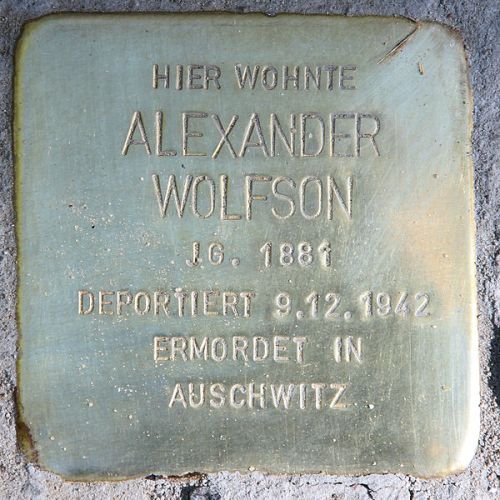 HIER WOHNTE
ALEXANDER
WOLFSON
JG. 1881
DEPORTIERT 9.12.1942
ERMORDET IN
AUSCHWITZ